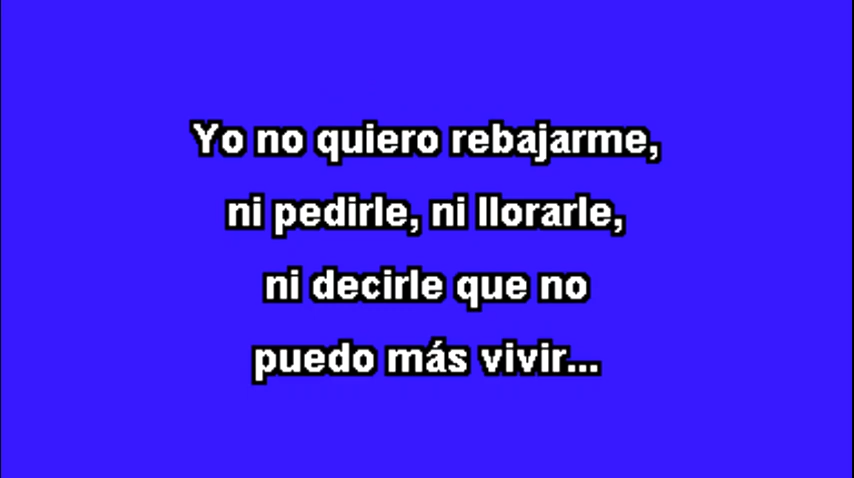 Yo no quiero rebajarme,
ni pedirle, ni llorarle,
ni decirle que no
puedo más vivir...